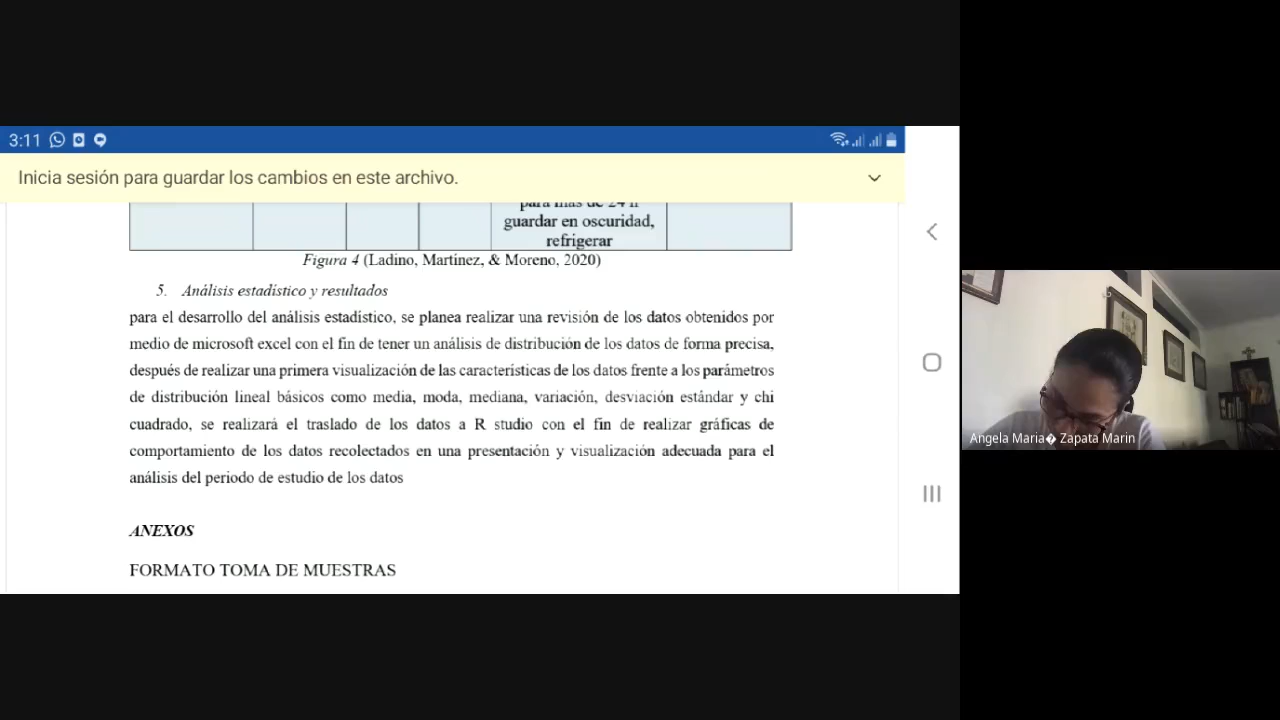 3:11
Inicia sesión para guardar los cambios en este archivo.
para más de 24 h
guardar en oscuridad,
refrigerar
Figura 4 (Ladino, Martinez, & Moreno, 2020)
5. Análisis estadístico y resultados
para el desarrollo del análisis estadístico, se planea realizar una revisión de los datos obtenidos por
medio de microsoft excel con el fin de tener un análisis de distribución de los datos de forma precisa,
después de realizar una primera visualización de las características de los datos frente a los parámetros
de distribución lineal básicos como media, moda, mediana, variación, desviación estándar y chi
cuadrado, se realizará el traslado de los datos a R studio con el fin de realizar gráficas de
comportamiento de los datos recolectados en una presentación y visualización adecuada para el
análisis del periodo de estudio de los datos
ANEXOS
FORMATO TOMA DE MUESTRAS
Angela Maria� Zapata Marin